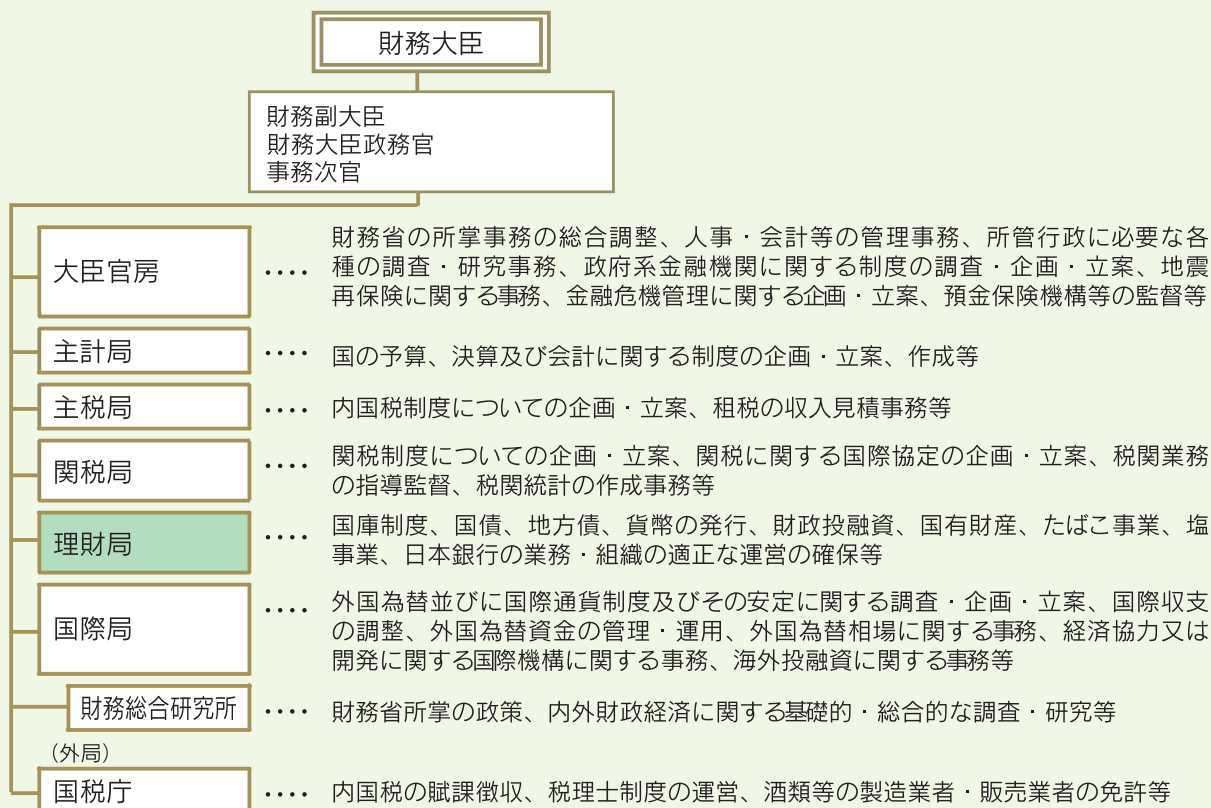 財務大臣
財務副大臣
財務大臣政務官
事務次官
大臣官房
・・・・
財務省の所掌事務の総合調整、人事・会計等の管理事務、所管行政に必要な各
種の調査・研究事務、政府系金融機関に関する制度の調査・企画・立案、地震
再保険に関する事務、金融危機管理に関する企画・立案、預金保険機構等の監督等
主計局
・・・・
国の予算、決算及び会計に関する制度の企画・立案、作成等
主税局
・・・・
内国税制度についての企画・立案、租税の収入見積事務等
関税局
・・・・
関税制度についての企画・立案、関税に関する国際協定の企画・立案、税関業務
の指導監督、税関統計の作成事務等
理財局
・・・・
国庫制度、国債、地方債、貨幣の発行、財政投融資、国有財産、たばこ事業、塩
事業、日本銀行の業務・組織の適正な運営の確保等
国際局
・・・・
外国為替並びに国際通貨制度及びその安定に関する調査・企画・立案、国際収支
の調整、外国為替資金の管理・運用、外国為替相場に関する事務、経済協力又は
開発に関する国際機構に関する事務、海外投融資に関する事務等
財務総合研究所
・・・・
財務省所掌の政策、内外財政経済に関する基礎的・総合的な調査・研究等
（外局）
国税庁
・・・・
内国税の賦課徴収、税理士制度の運営、酒類等の製造業者・販売業者の免許等